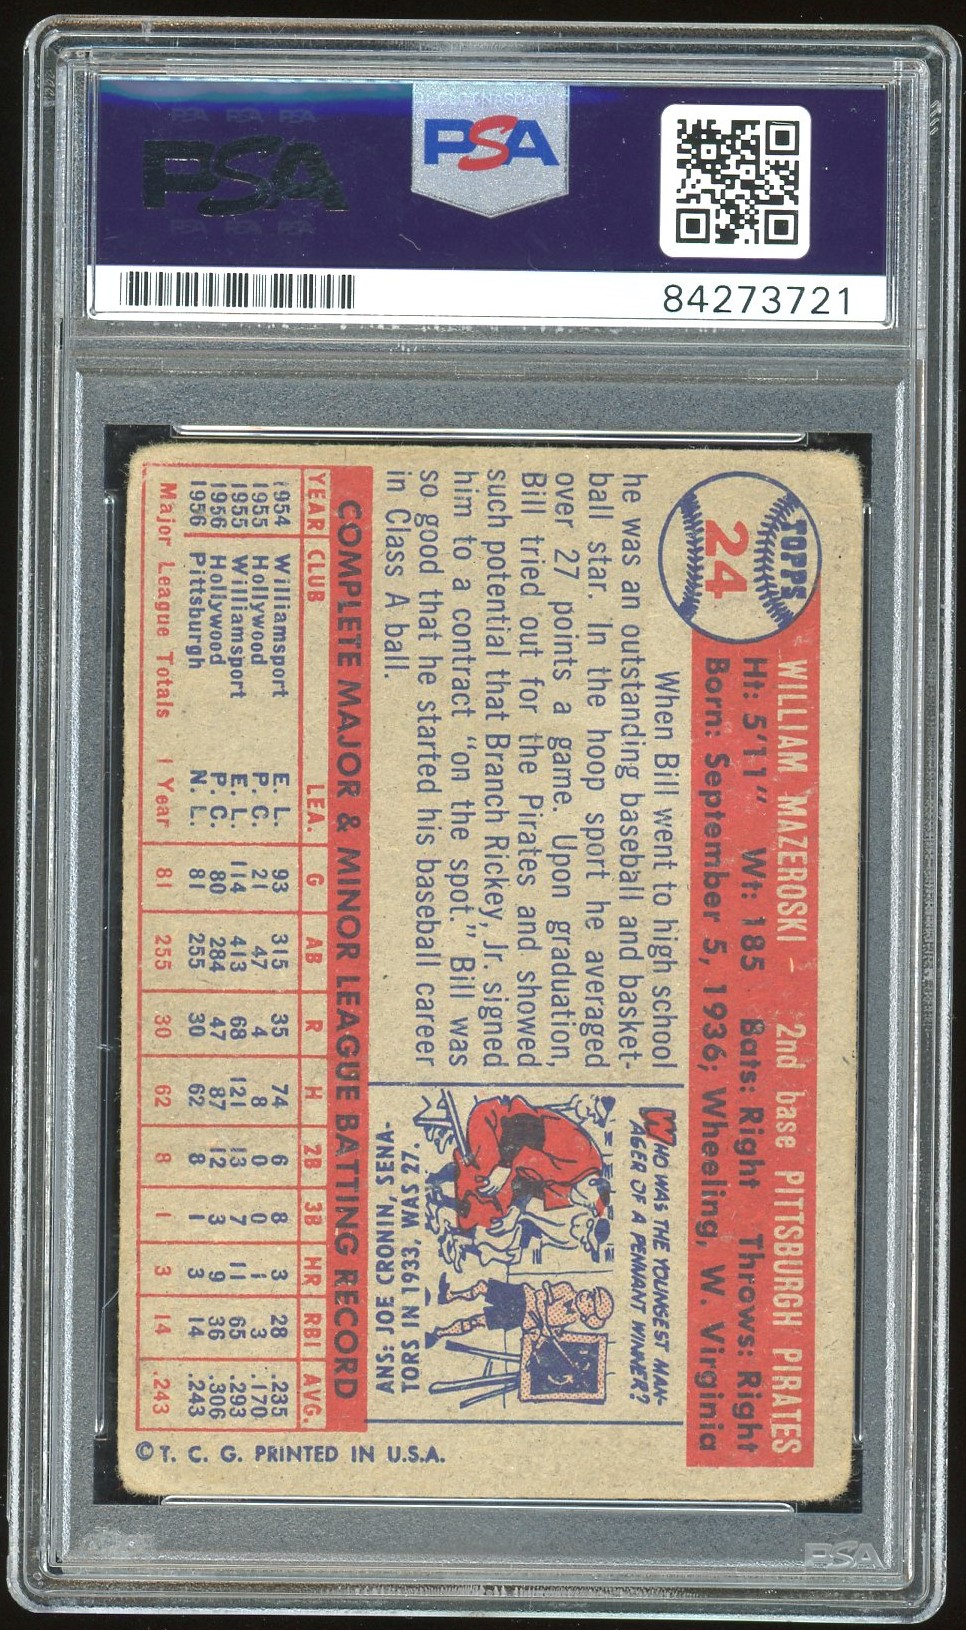 PSA PSA PSA
PSA
PSA PSA PSA
PSA
84273721
TOPPS
24
WILLIAM MAZEROSKI – 2nd base PITTSBURGH PIRATES
Ht: 5'11" Wt: 185 Bats: Right Throws: Right
Born: September 5, 1936; Wheeling, W. Virginia
When Bill went to high school
he was an outstanding baseball and basket-
ball star. In the hoop sport he averaged
over 27 points a game. Upon graduation,
Bill tried out for the Pirates and showed
such potential that Branch Rickey, Jr. signed
him to a contract "on the spot." Bill was
so good that he started his baseball career
in Class A ball.
WHO WAS THE YOUNGEST MAN-
AGER OF A PENNANT WINNER?
ANS: JOE CRONIN, SENA-
TORS IN 1933, WAS 27.
COMPLETE MAJOR & MINOR LEAGUE BATTING RECORD
YEAR CLUB LEA. G AB R H 2B 3B HR RBI AVG.
1954 Williamsport E. L. 93 315 35 74 6 8 3 28 .235
1955 Hollywood P. C. 21 47 4 8 0 0 1 3 .170
1955 Williamsport E. L. 114 413 68 121 13 7 11 65 .293
1956 Hollywood P. C. 80 284 47 87 12 3 9 36 .306
1956 Pittsburgh N. L. 81 255 30 62 8 1 3 14 .243
Major League Totals 1 Year 81 255 30 62 8 1 3 14 .243
© T. C. G. PRINTED IN U.S.A.
PSA